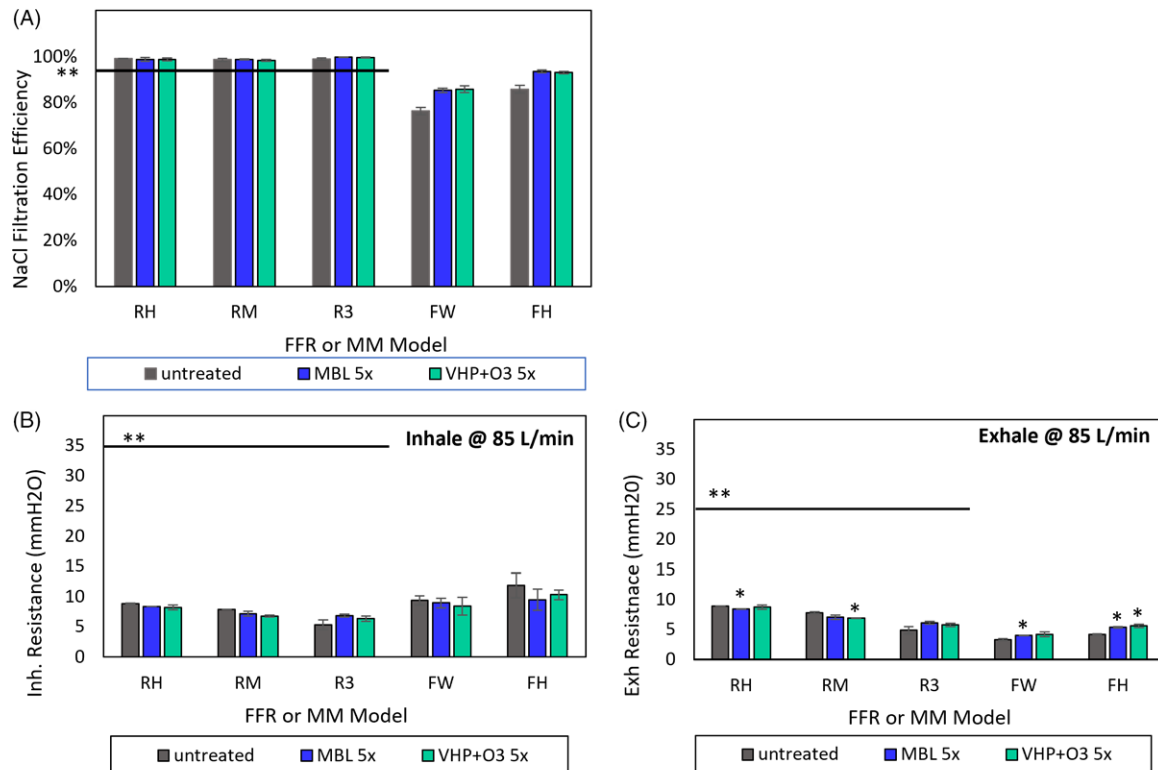 (A)
NaCl Filtration Efficiency
100%
**
80%
60%
40%
20%
0%
RH RM R3 FW FH
FFR or MM Model
untreated MBL 5x VHP+O3 5x
(B)
Inh. Resistance (mmH2O)
** Inhale @ 85 L/min
35
30
25
20
15
10
5
0
RH RM R3 FW FH
FFR or MM Model
untreated MBL 5x VHP+O3 5x
(C)
Exh Resistnace (mmH20)
Exhale @ 85 L/min
35
30
**
25
20
15
10
* * * * *
5
0
RH RM R3 FW FH
FFR or MM Model
untreated MBL 5x VHP+O3 5x